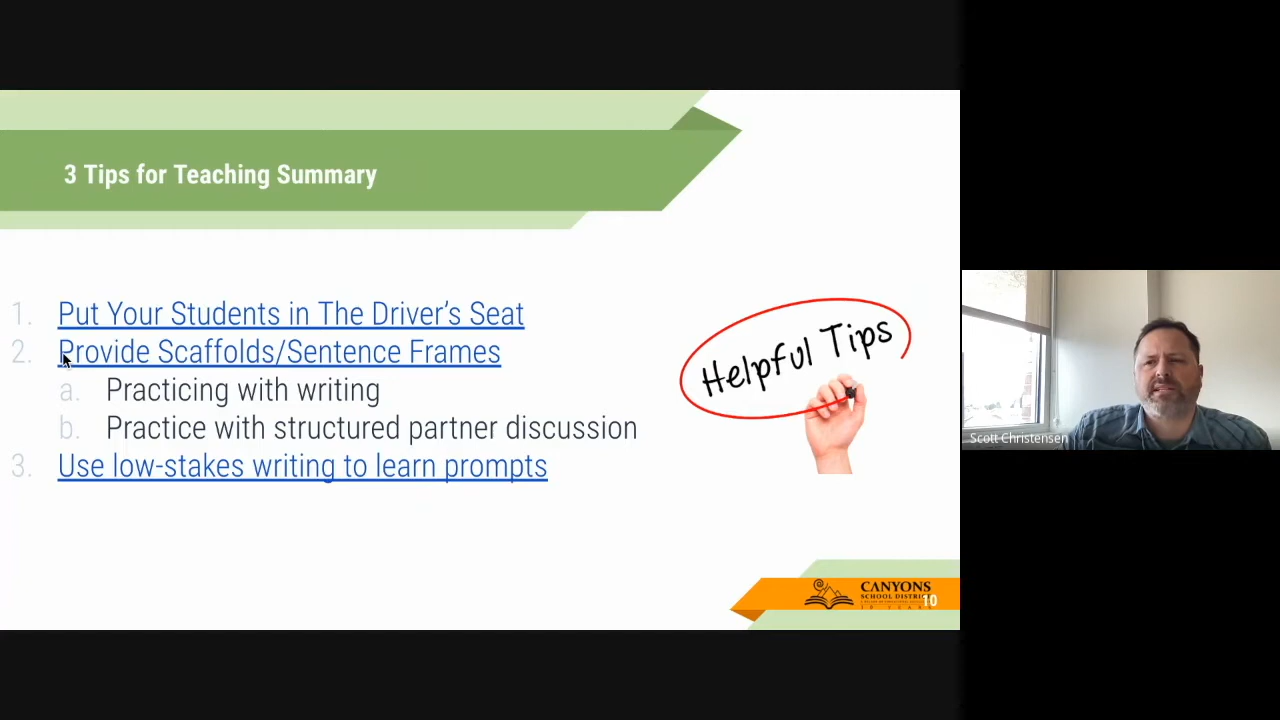 3 Tips for Teaching Summary
1. Put Your Students in The Driver's Seat
2. Provide Scaffolds/Sentence Frames
a. Practicing with writing
b. Practice with structured partner discussion
3. Use low-stakes writing to learn prompts
Helpful Tips
Scott Christensen
CANYONS
SCHOOL DISTRI
10